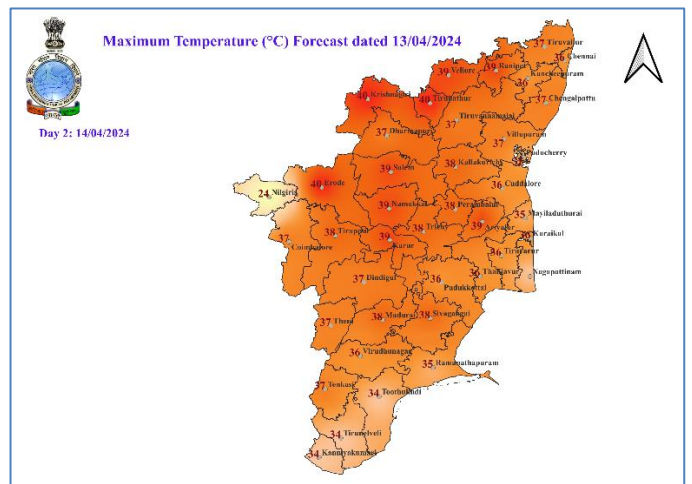 Maximum Temperature (°C) Forecast dated 13/04/2024
Day 2: 14/04/2024
37 Tiruvallur
36 Chennai
39 Vellore
39 Ranipet
36 Kancheepuram
40 Krishnagiri
40 Tirupathur
37 Chengalpattu
37 Tiruvannamalai
37 Dharmapuri
37 Villupuram
Puducherry
39 Salem
38 Kallakurichi
40 Erode
24 Nilgiris
36 Cuddalore
39 Namakkal
38 Perambalur
35 Mayiladuthurai
38 Tiruppur
38 Trichy
39 Ariyalur
36 Karaikal
37 Coimbatore
39 Karur
36 Tiruvarur
36 Thanjavur
Nagapattinam
37 Dindigul
36 Pudukkottai
37 Theni
38 Madurai
38 Sivagangai
36 Virudhunagar
35 Ramanathapuram
37 Tenkasi
34 Toothukudi
34 Tirunelveli
34 Kanniyakumari